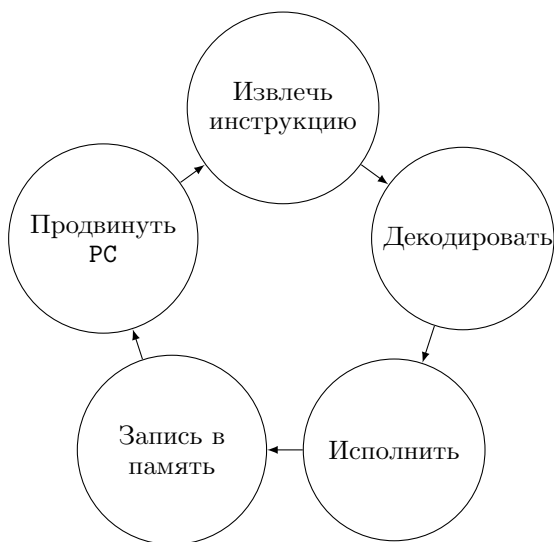 Извлечь
инструкцию
Декодировать
Исполнить
Запись в
память
Продвинуть
PC